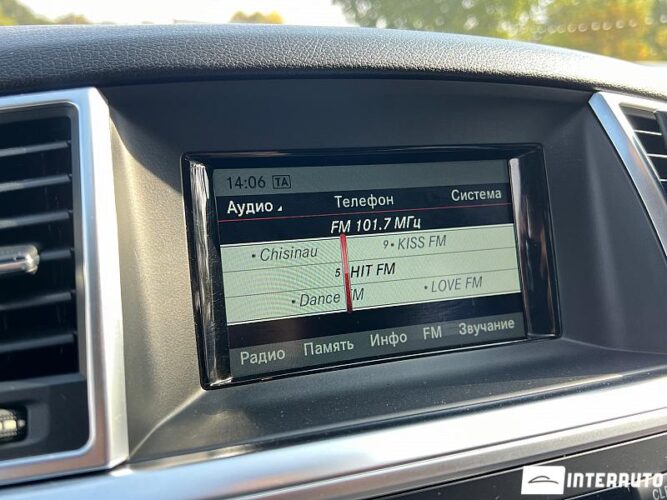 14:06 TA
Аудио Телефон Система
FM 101.7 МГц
• Chisinau 9• KISS FM
5 HIT FM
• Dance FM • LOVE FM
Радио Память Инфо FM Звучание
INTERRUTO